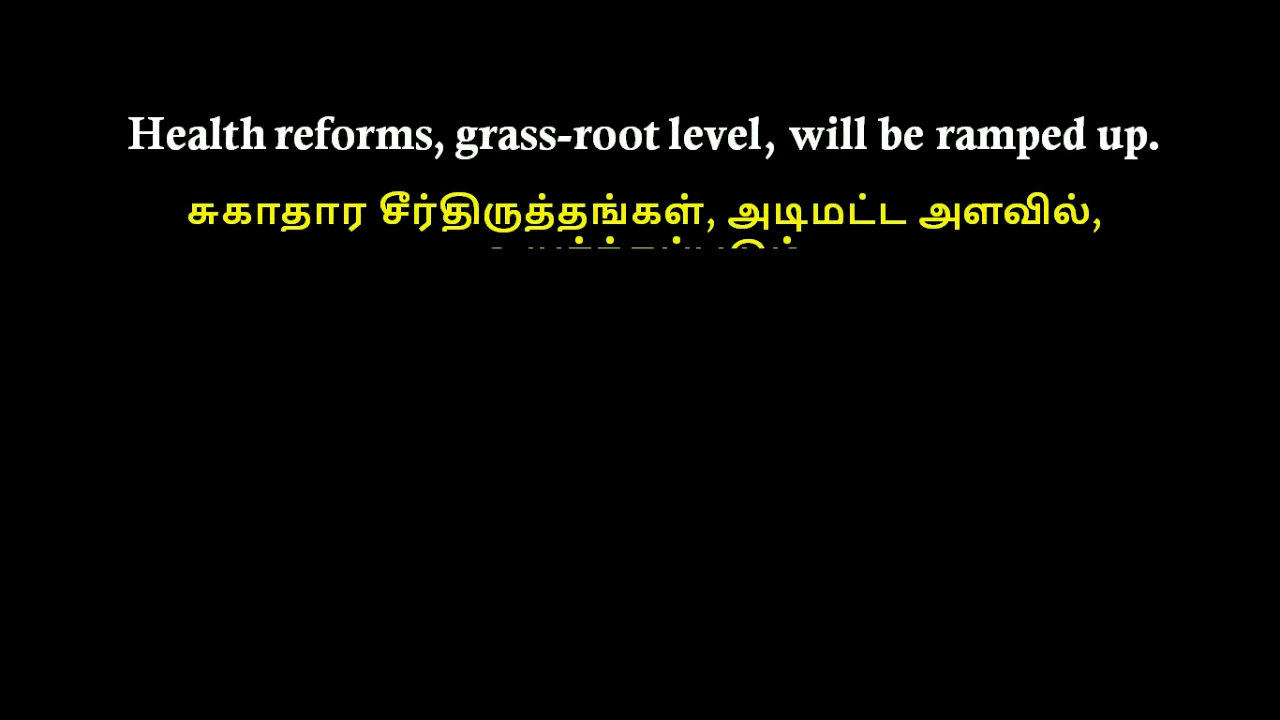 Health reforms, grass-root level, will be ramped up.
சுகாதார சீர்திருத்தங்கள், அடிமட்ட அளவில்,